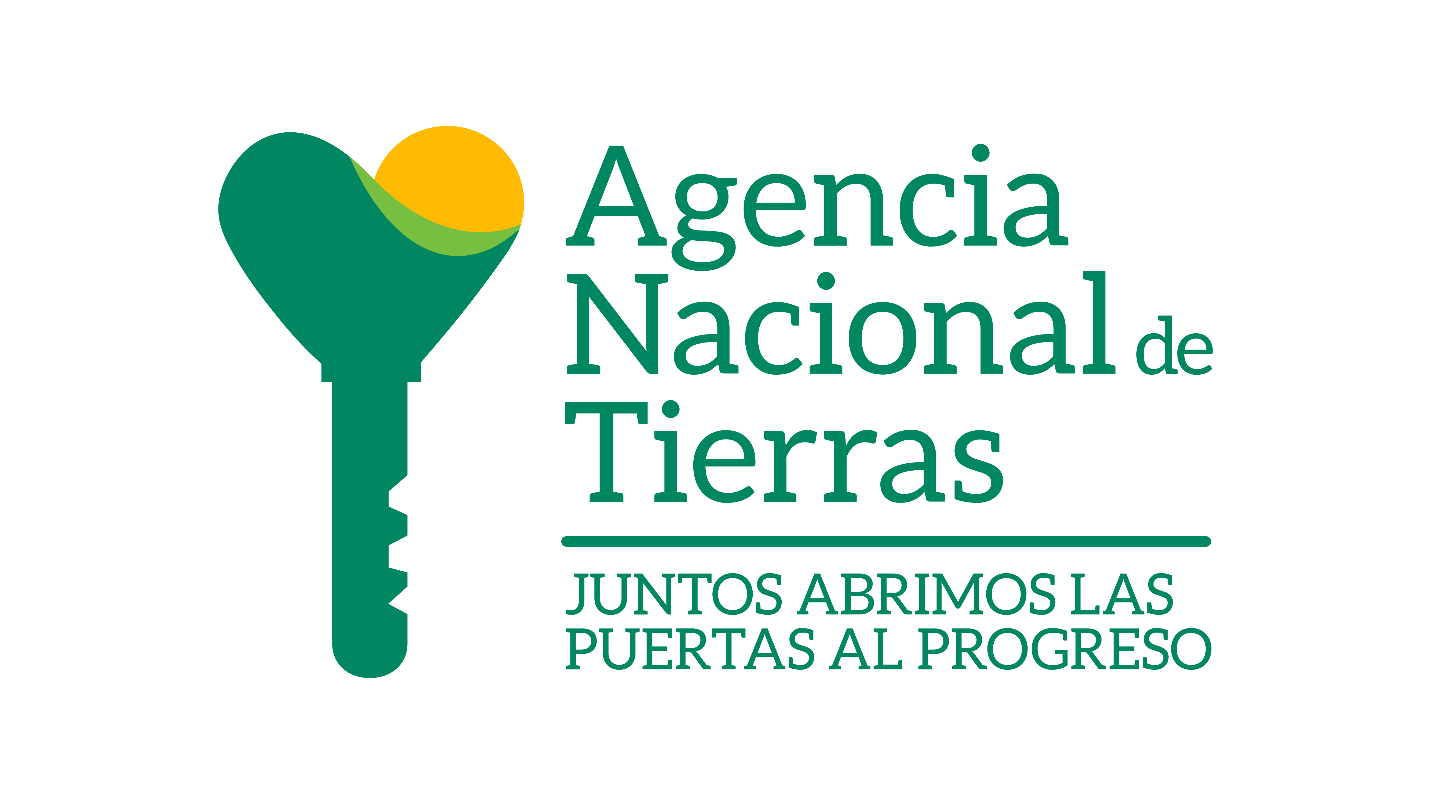 Agencia
Nacional de
Tierras
JUNTOS ABRIMOS LAS
PUERTAS AL PROGRESO